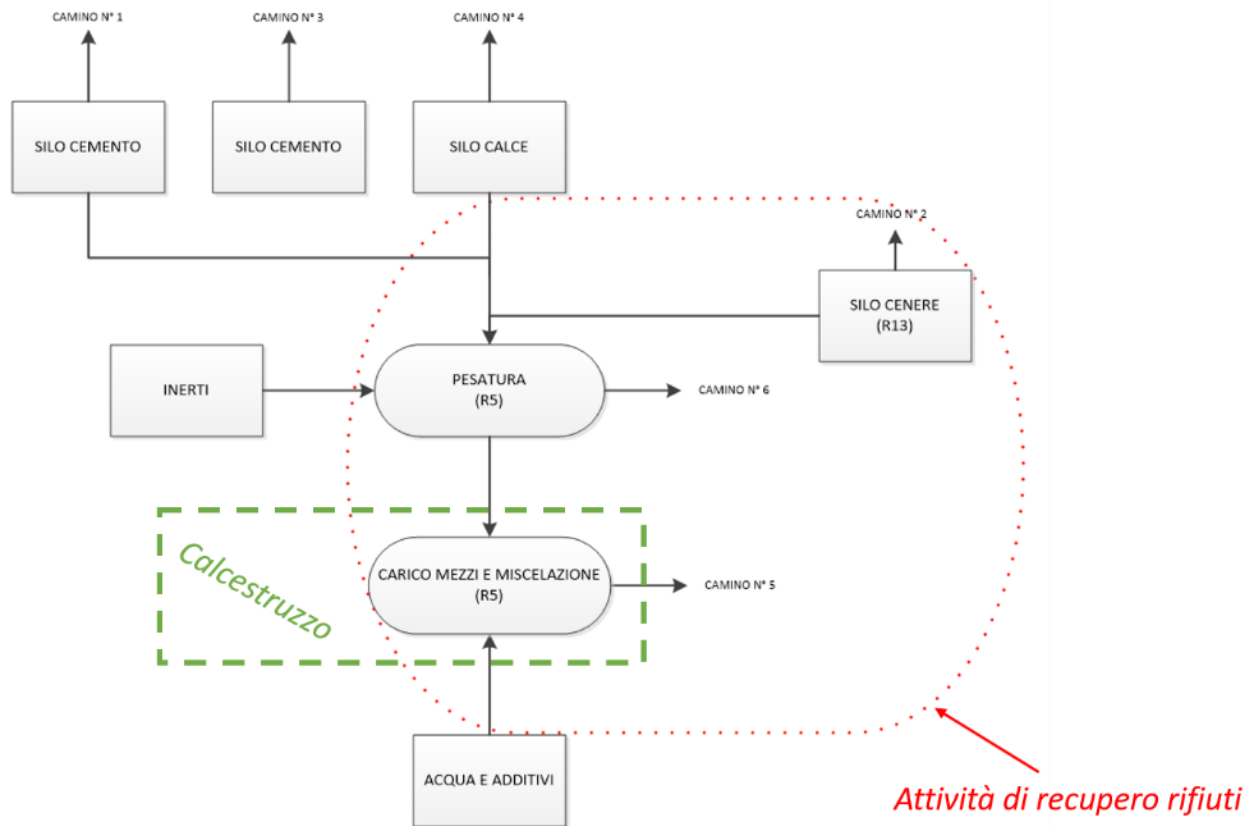 CAMINO N° 1
CAMINO N° 3
CAMINO N° 4
SILO CEMENTO
SILO CEMENTO
SILO CALCE
CAMINO N° 2
SILO CENERE
(R13)
INERTI
PESATURA
(R5)
CAMINO N° 6
Calcestruzzo
CARICO MEZZI E MISCELAZIONE
(R5)
CAMINO N° 5
ACQUA E ADDITIVI
Attività di recupero rifiuti